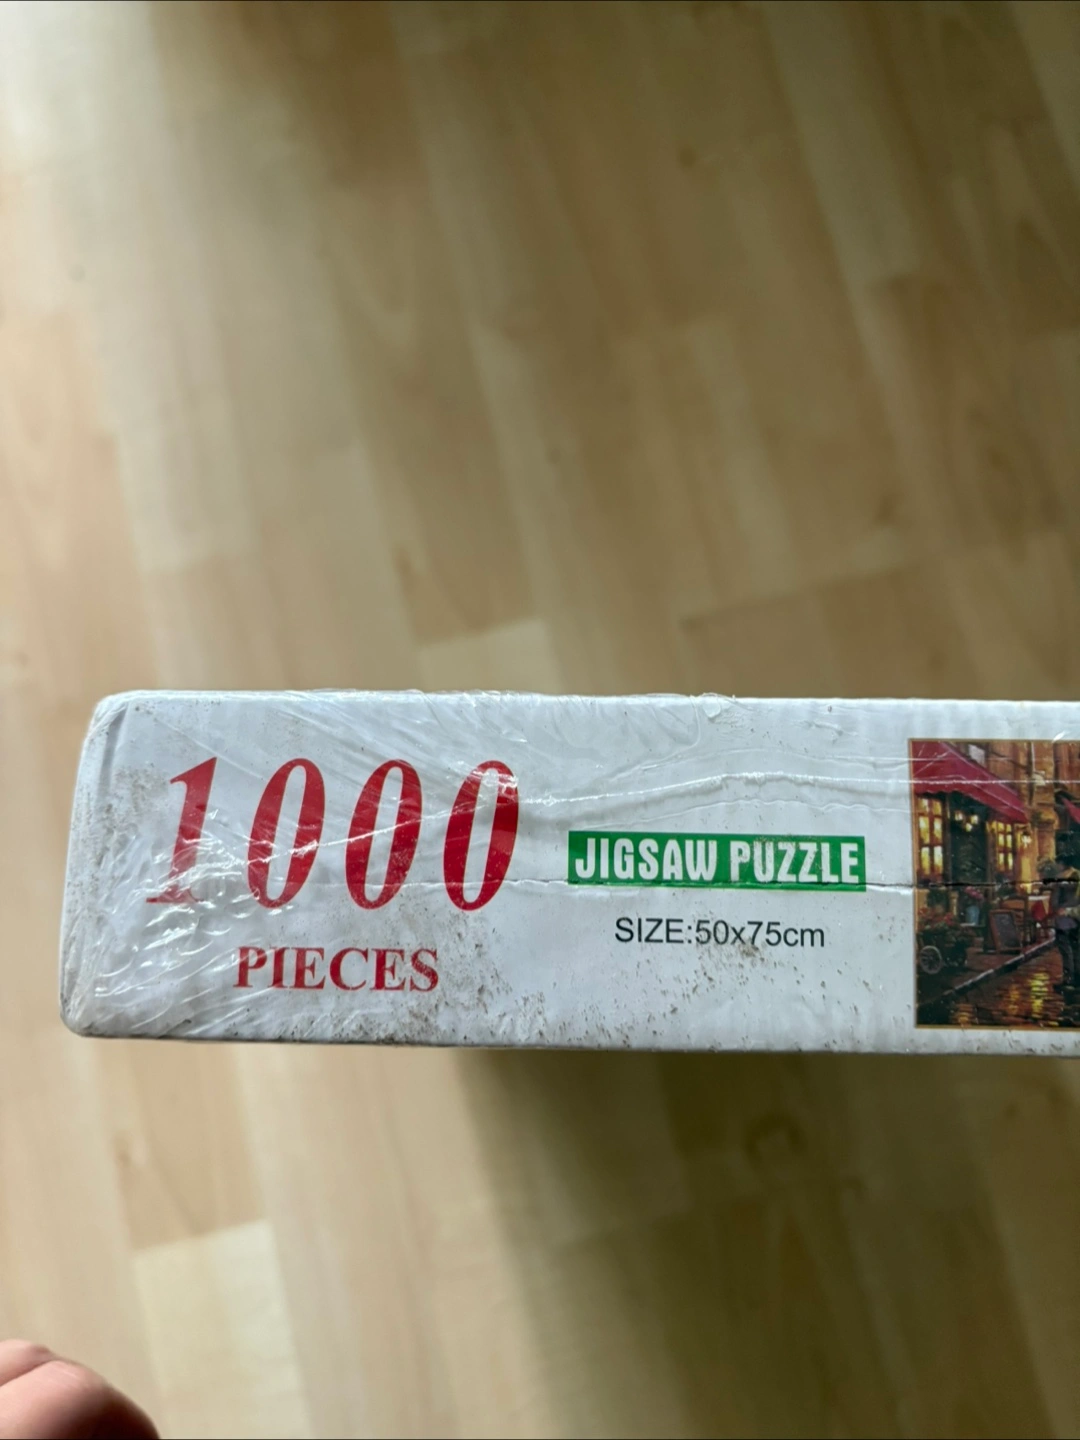 1000
PIECES
JIGSAW PUZZLE
SIZE:50x75cm